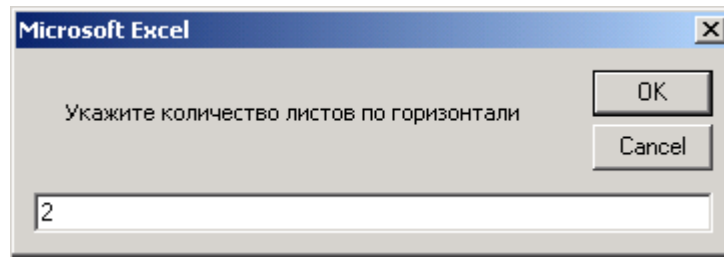 Microsoft Excel
Укажите количество листов по горизонтали
OK
Cancel
2